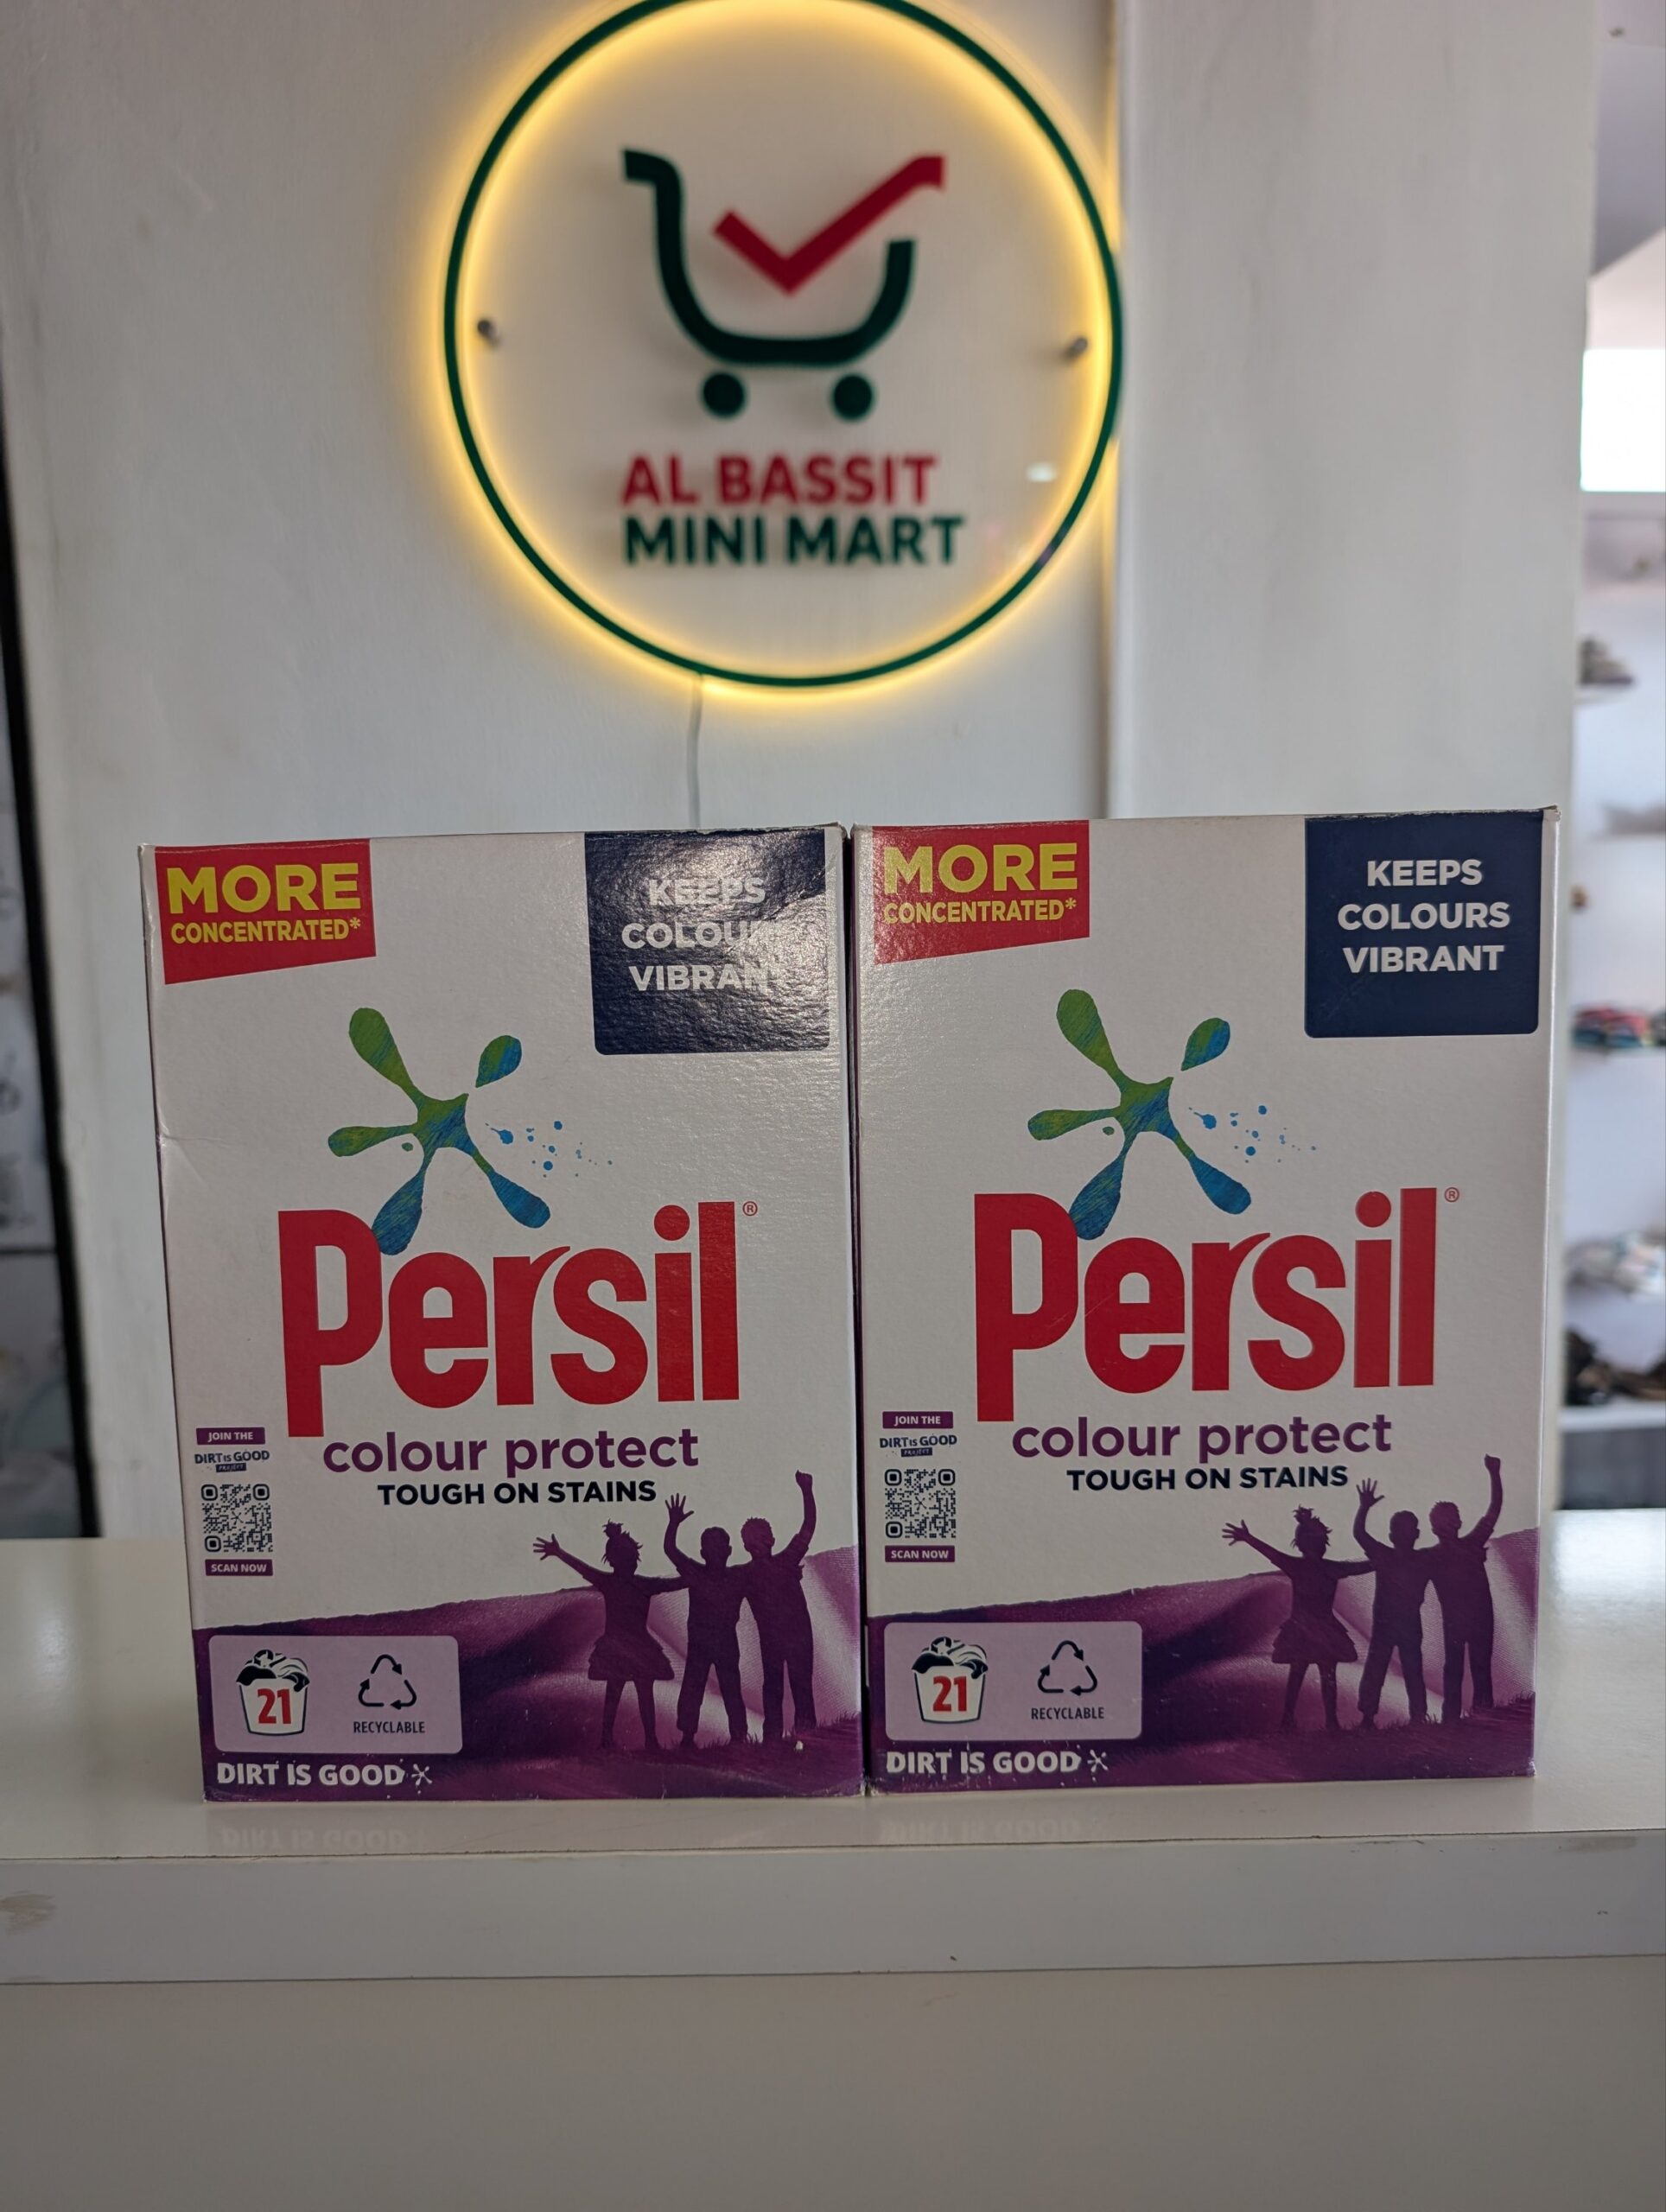 AL BASSIT
MINI MART
MORE
CONCENTRATED*
KEEPS
COLOURS
VIBRANT
Persil®
colour protect
TOUGH ON STAINS
JOIN THE
DIRT IS GOOD
PROJECT
SCAN NOW
21
RECYCLABLE
DIRT IS GOOD
MORE
CONCENTRATED*
KEEPS
COLOURS
VIBRANT
Persil®
colour protect
TOUGH ON STAINS
JOIN THE
DIRT IS GOOD
PROJECT
SCAN NOW
21
RECYCLABLE
DIRT IS GOOD